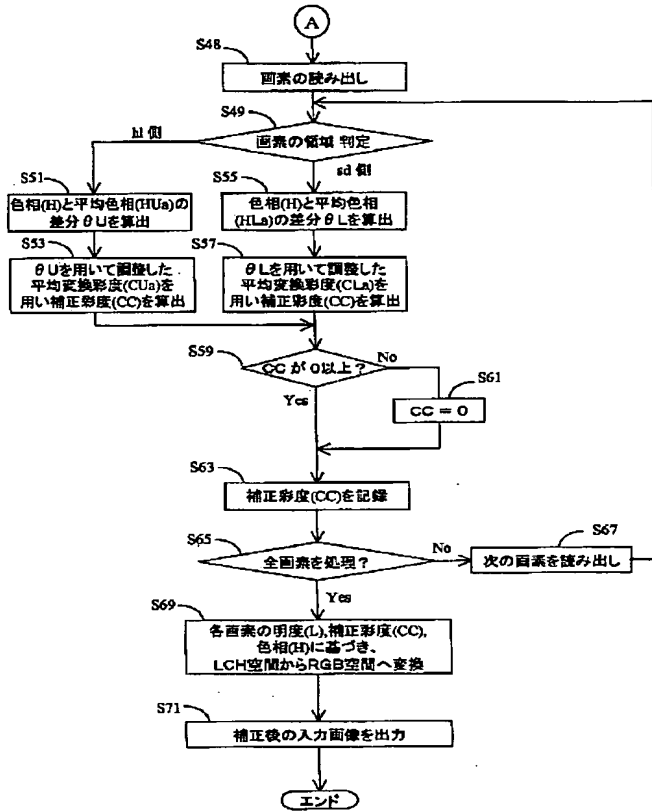 A
S48
画素の読み出し
S49
画素の領域 判定
hl 側
sd 側
S51
色相(H)と平均色相(HUa)の
差分θUを算出
S55
色相(H)と平均色相
(HLa)の差分θLを算出
S53
θUを用いて調整した
平均変換彩度(CUa)を
用い補正彩度(CC)を算出
S57
θLを用いて調整した
平均変換彩度(CLa)を
用い補正彩度(CC)を算出
S59
CC が 0以上?
No
Yes
S61
CC = 0
S63
補正彩度(CC)を記録
S65
全画素を処理?
No
Yes
S67
次の画素を読み出し
S69
各画素の明度(L),補正彩度(CC),
色相(H)に基づき、
LCH空間からRGB空間へ変換
S71
補正後の入力画像を出力
エンド